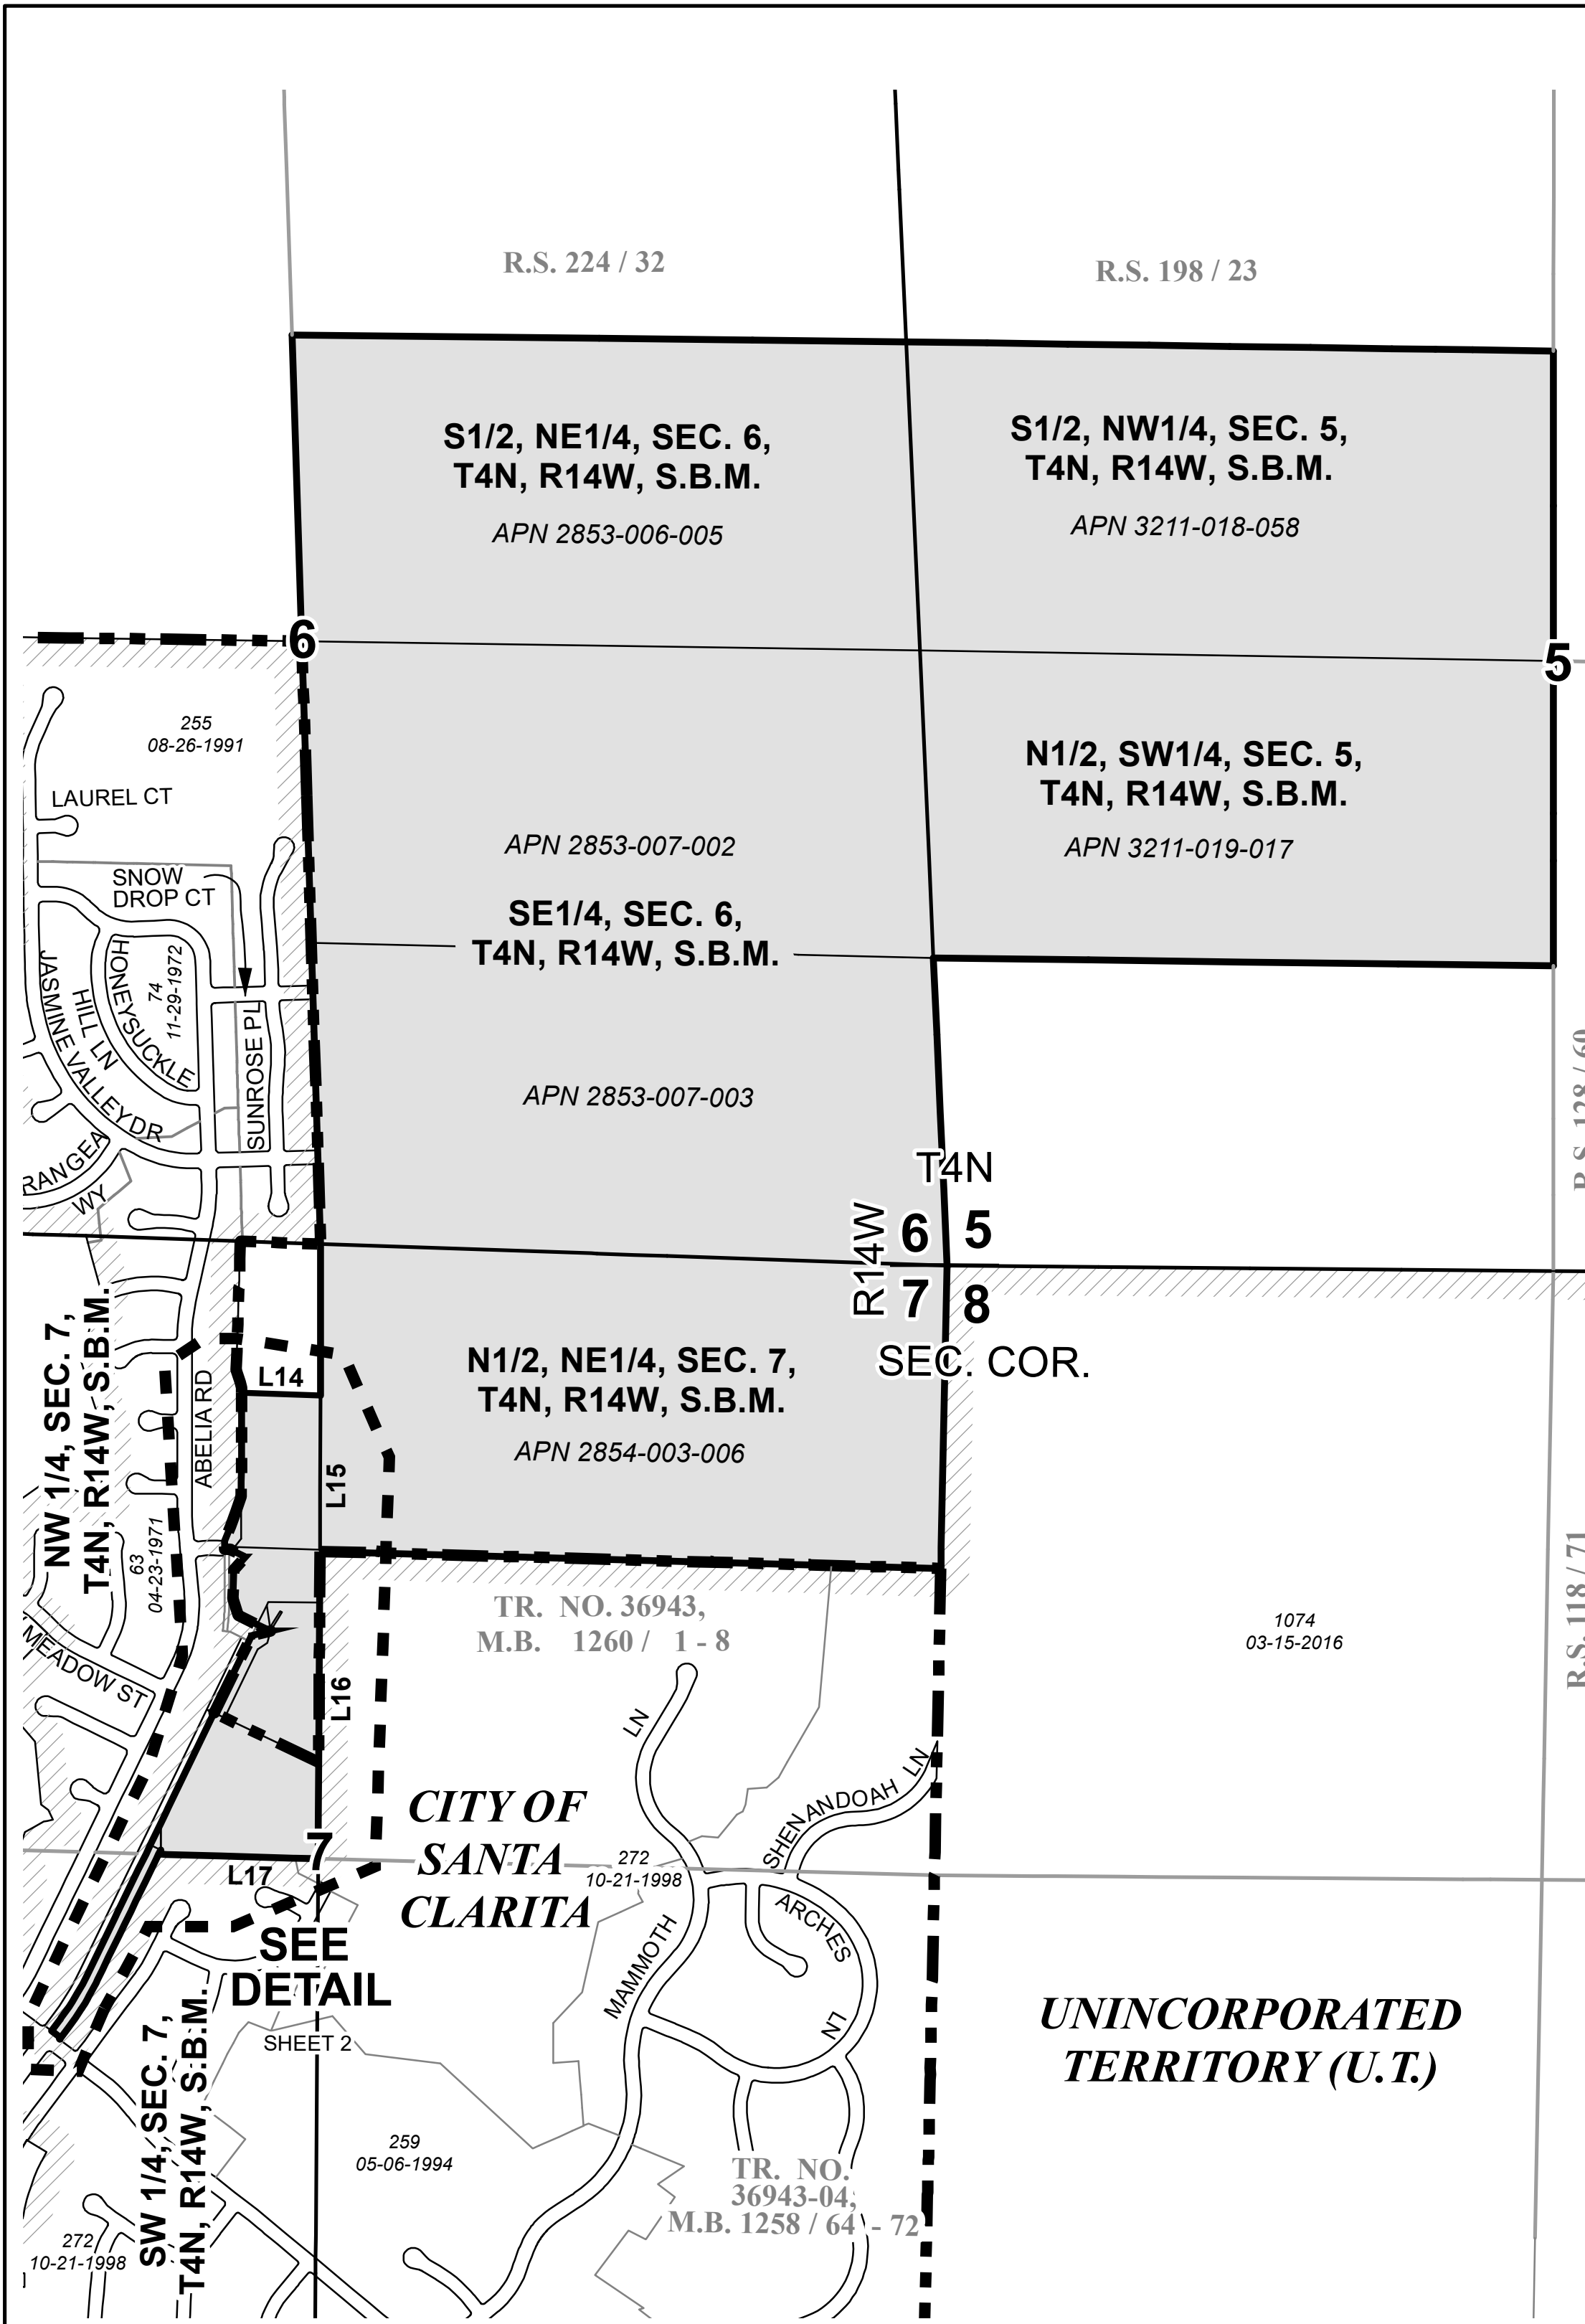 R.S. 224 / 32
R.S. 198 / 23
S1/2, NE1/4, SEC. 6,
T4N, R14W, S.B.M.
APN 2853-006-005
S1/2, NW1/4, SEC. 5,
T4N, R14W, S.B.M.
APN 3211-018-058
6
5
255
08-26-1991
LAUREL CT
N1/2, SW1/4, SEC. 5,
T4N, R14W, S.B.M.
APN 3211-019-017
APN 2853-007-002
SE1/4, SEC. 6,
T4N, R14W, S.B.M.
APN 2853-007-003
SNOW
DROP CT
HONEYSUCKLE
HILL LN
74
11-29-1972
JASMINE VALLEY DR
SUNROSE PL
RANGEA
WY
R.S. 128 / 60
T4N
R14W
6 5
7 8
SEC. COR.
NW 1/4, SEC. 7,
T4N, R14W, S.B.M.
L14
ABELIA RD
L15
N1/2, NE1/4, SEC. 7,
T4N, R14W, S.B.M.
APN 2854-003-006
63
04-23-1971
MEADOW ST
L16
TR. NO. 36943,
M.B. 1260 / 1 - 8
1074
03-15-2016
R.S. 118 / 71
LN
SHENANDOAH LN
CITY OF
SANTA
CLARITA
7
L17
272
10-21-1998
ARCHES
LN
MAMMOTH
SEE
DETAIL
SHEET 2
UNINCORPORATED
TERRITORY (U.T.)
SW 1/4, SEC. 7,
T4N, R14W, S.B.M.
259
05-06-1994
TR. NO.
36943-04,
M.B. 1258 / 64 - 72
272
10-21-1998